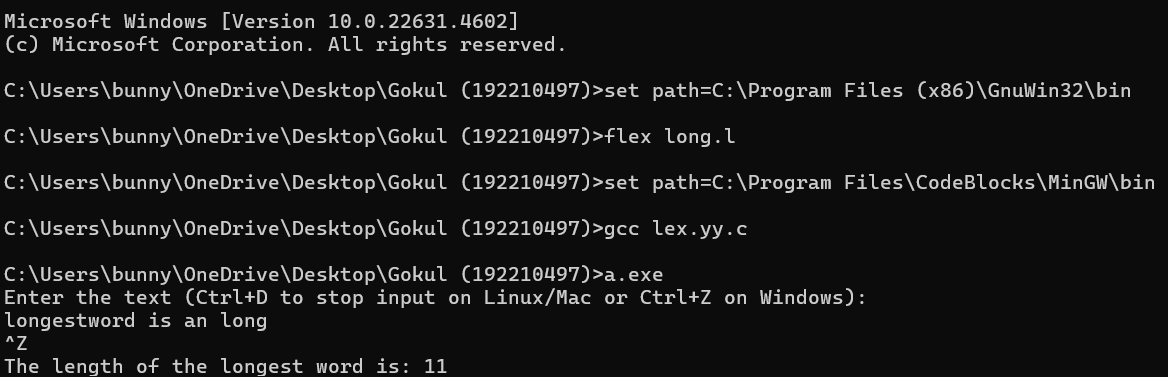 Microsoft Windows [Version 10.0.22631.4602]
(c) Microsoft Corporation. All rights reserved.
C:\Users\bunny\OneDrive\Desktop\Gokul (192210497)>set path=C:\Program Files (x86)\GnuWin32\bin
C:\Users\bunny\OneDrive\Desktop\Gokul (192210497)>flex long.l
C:\Users\bunny\OneDrive\Desktop\Gokul (192210497)>set path=C:\Program Files\CodeBlocks\MinGW\bin
C:\Users\bunny\OneDrive\Desktop\Gokul (192210497)>gcc lex.yy.c
C:\Users\bunny\OneDrive\Desktop\Gokul (192210497)>a.exe
Enter the text (Ctrl+D to stop input on Linux/Mac or Ctrl+Z on Windows):
longestword is an long
^Z
The length of the longest word is: 11